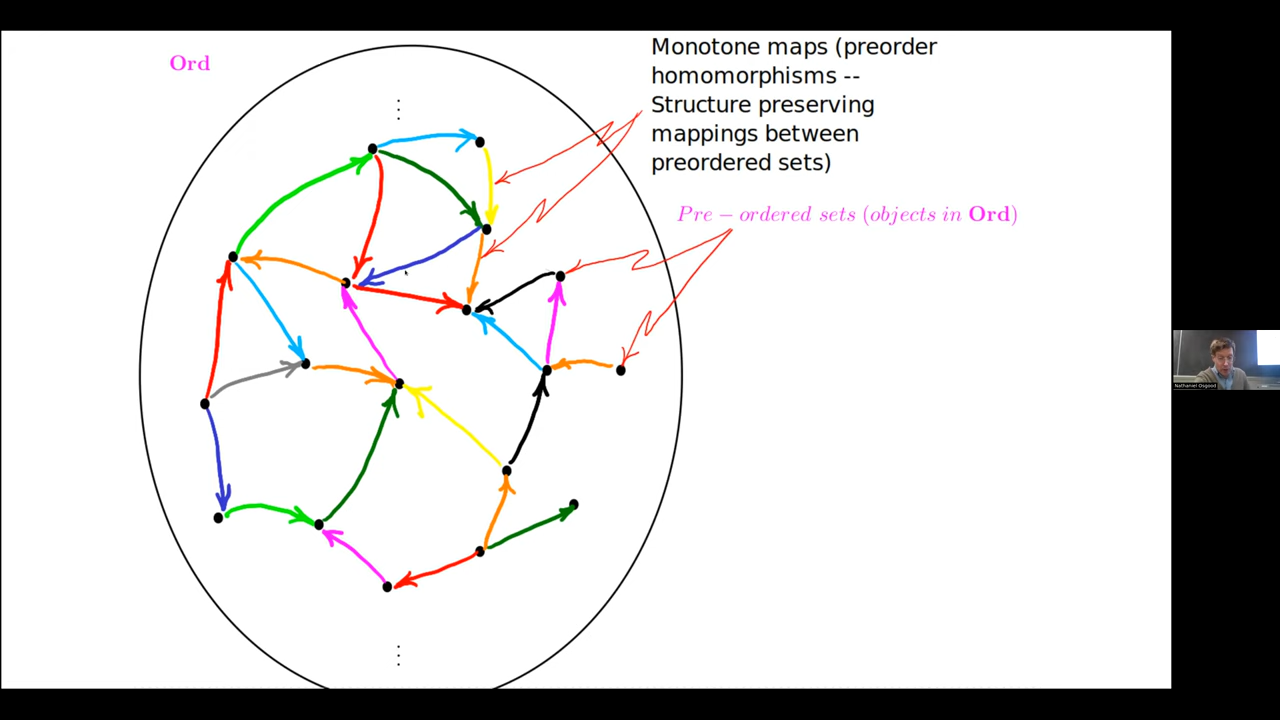 Ord
Monotone maps (preorder
homomorphisms --
Structure preserving
mappings between
preordered sets)
Pre − ordered sets (objects in Ord)
Nathaniel Osgood